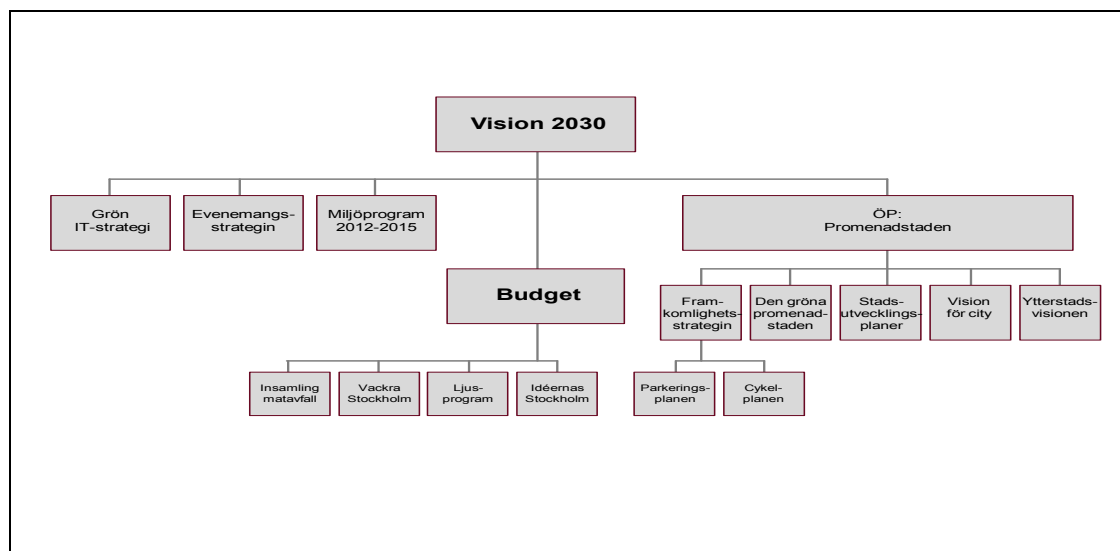 Vision 2030
Grön
IT-strategi
Evenemangs-
strategin
Miljöprogram
2012-2015
ÖP:
Promenadstaden
Budget
Fram-
komlighets-
strategin
Den gröna
promenad-
staden
Stads-
utvecklings-
planer
Vision
för city
Ytterstads-
visionen
Insamling
matavfall
Vackra
Stockholm
Ljus-
program
Idéernas
Stockholm
Parkerings-
planen
Cykel-
planen